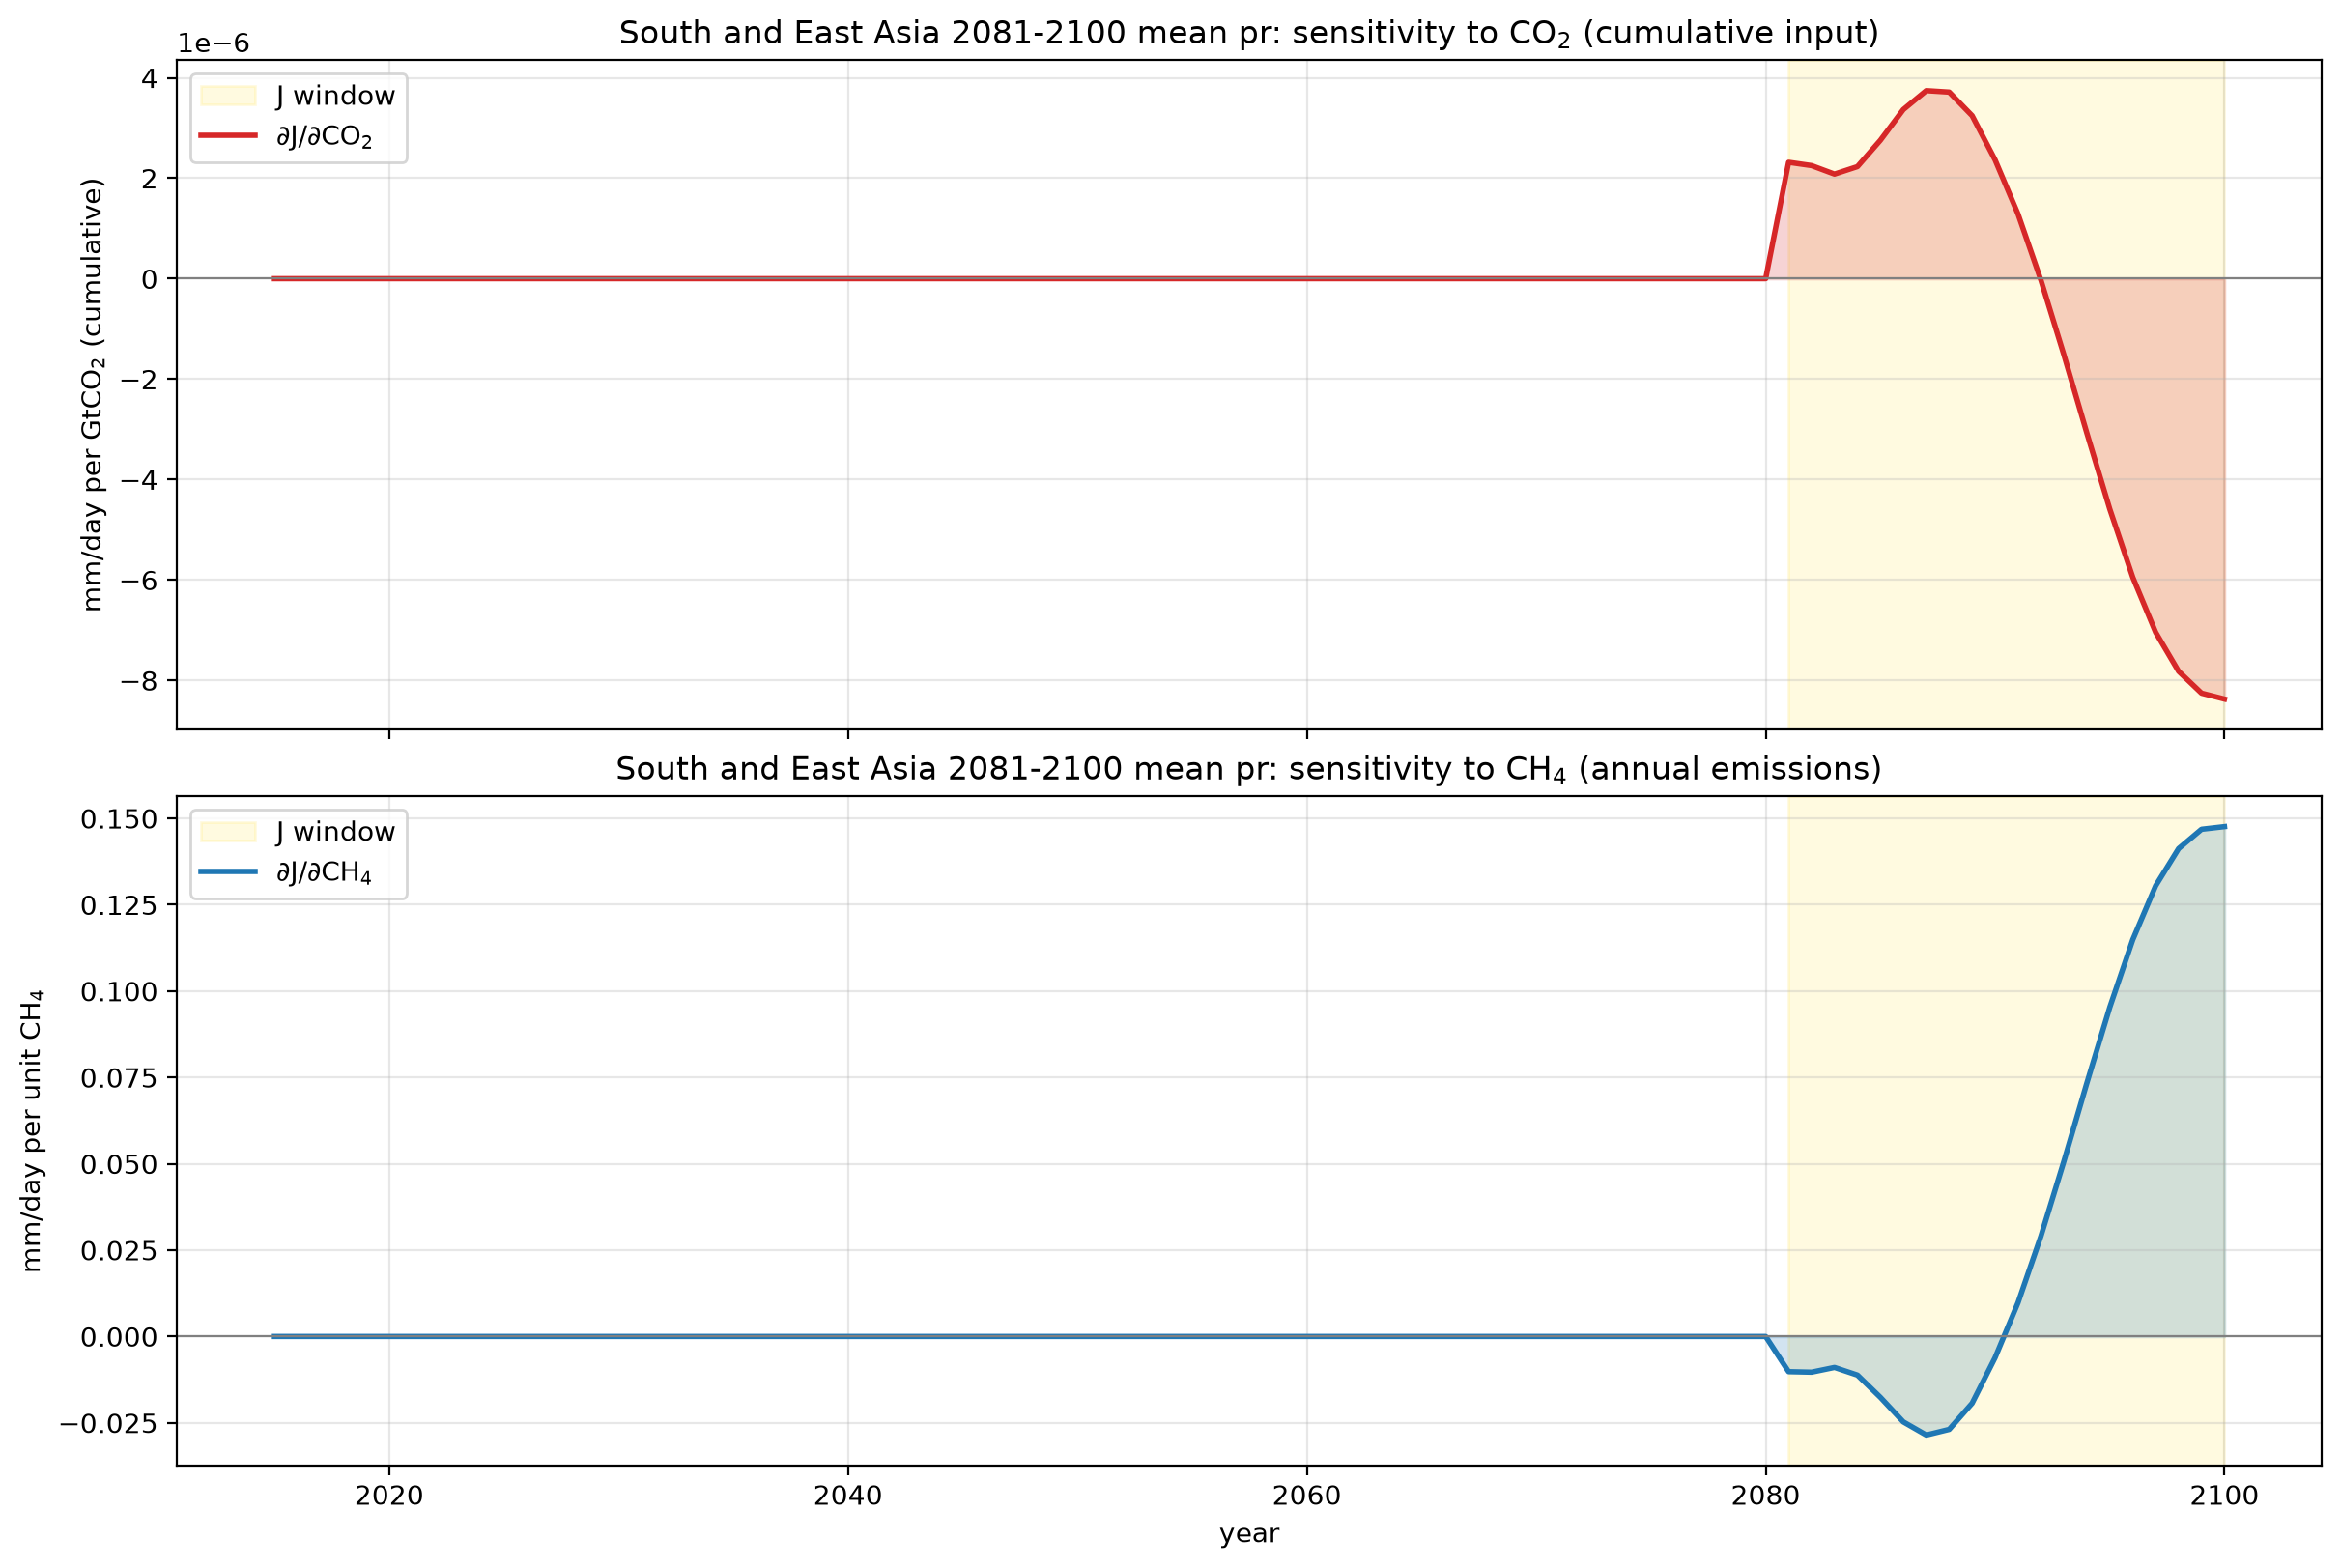 South and East Asia 2081-2100 mean pr: sensitivity to CO₂ (cumulative input)
1e−6
J window
∂J/∂CO₂
mm/day per GtCO₂ (cumulative)
4
2
0
−2
−4
−6
−8
South and East Asia 2081-2100 mean pr: sensitivity to CH₄ (annual emissions)
J window
∂J/∂CH₄
mm/day per unit CH₄
0.150
0.125
0.100
0.075
0.050
0.025
0.000
−0.025
2020 2040 2060 2080 2100
year